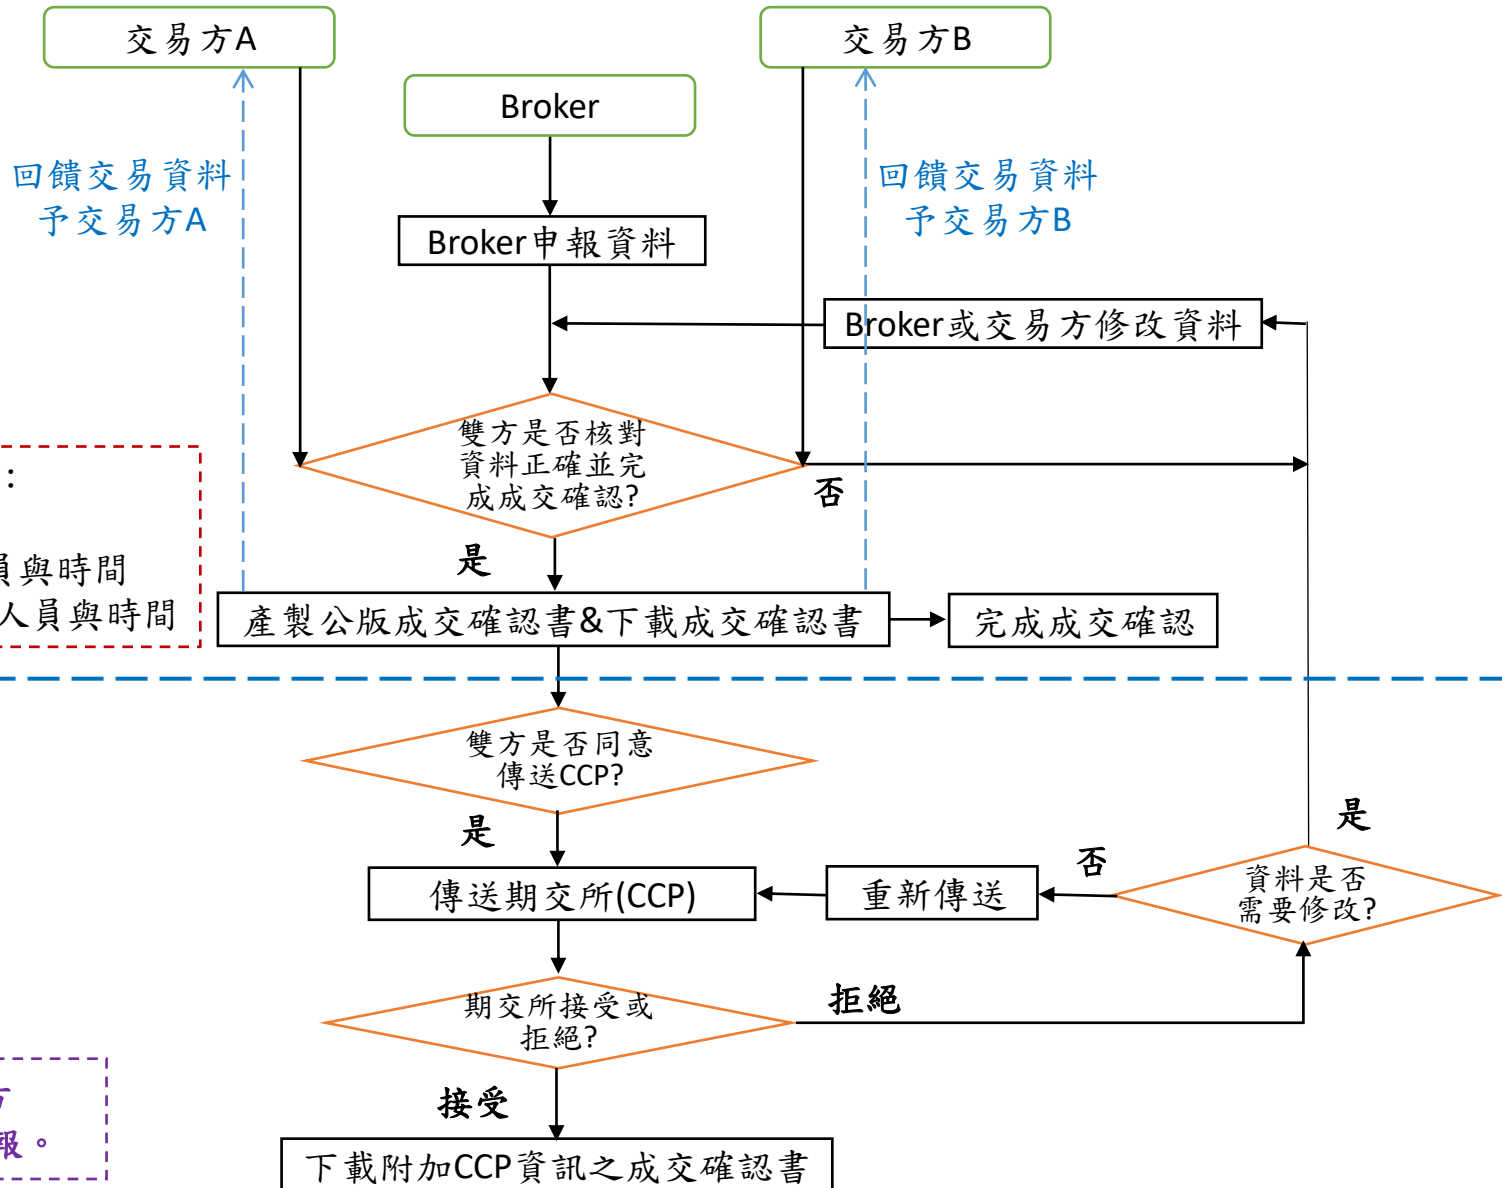 交易方A
交易方B
Broker
回饋交易資料
予交易方A
回饋交易資料
予交易方B
Broker申報資料
Broker或交易方修改資料
雙方是否核對
資料正確並完
成成交確認?
否
:
員與時間
人員與時間
是
產製公版成交確認書&下載成交確認書
完成成交確認
雙方是否同意
傳送CCP?
是
是
否
傳送期交所(CCP)
重新傳送
資料是否
需要修改?
期交所接受或
拒絕?
拒絕
接受
報。
下載附加CCP資訊之成交確認書